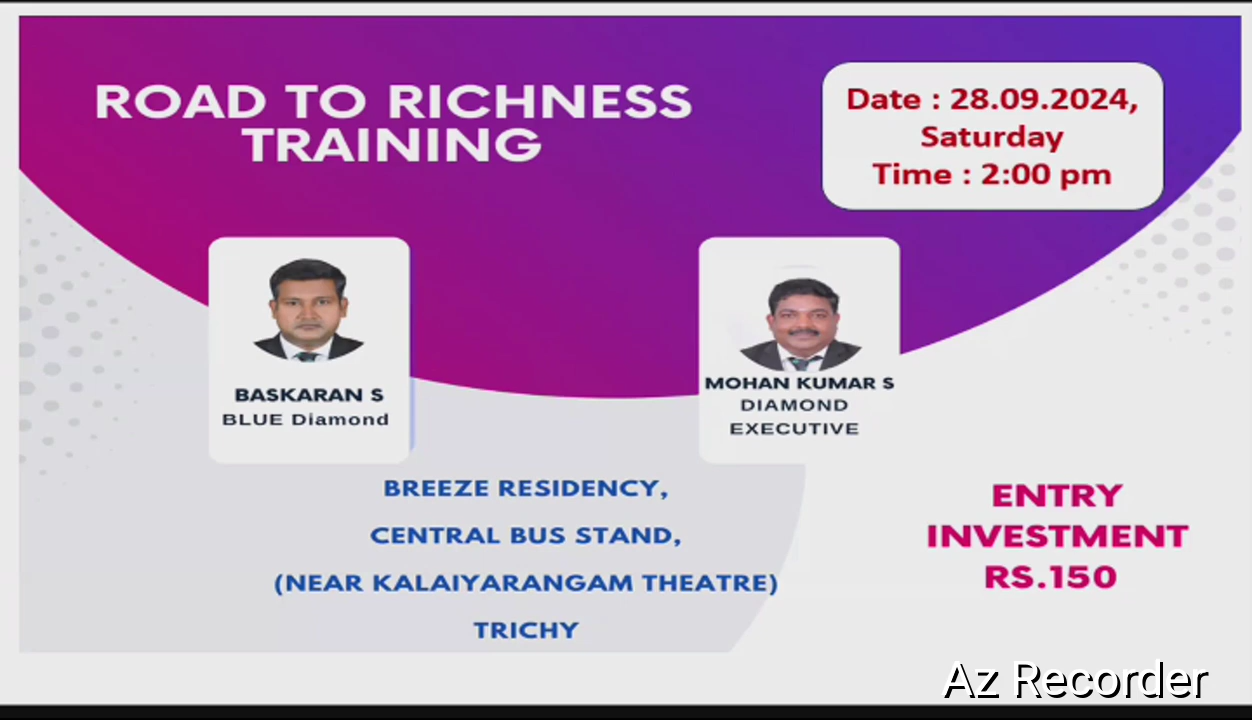 ROAD TO RICHNESS
TRAINING
Date : 28.09.2024,
Saturday
Time : 2:00 pm
BASKARAN S
BLUE Diamond
MOHAN KUMAR S
DIAMOND
EXECUTIVE
BREEZE RESIDENCY,
CENTRAL BUS STAND,
(NEAR KALAIYARANGAM THEATRE)
TRICHY
ENTRY
INVESTMENT
RS.150
Az Recorder